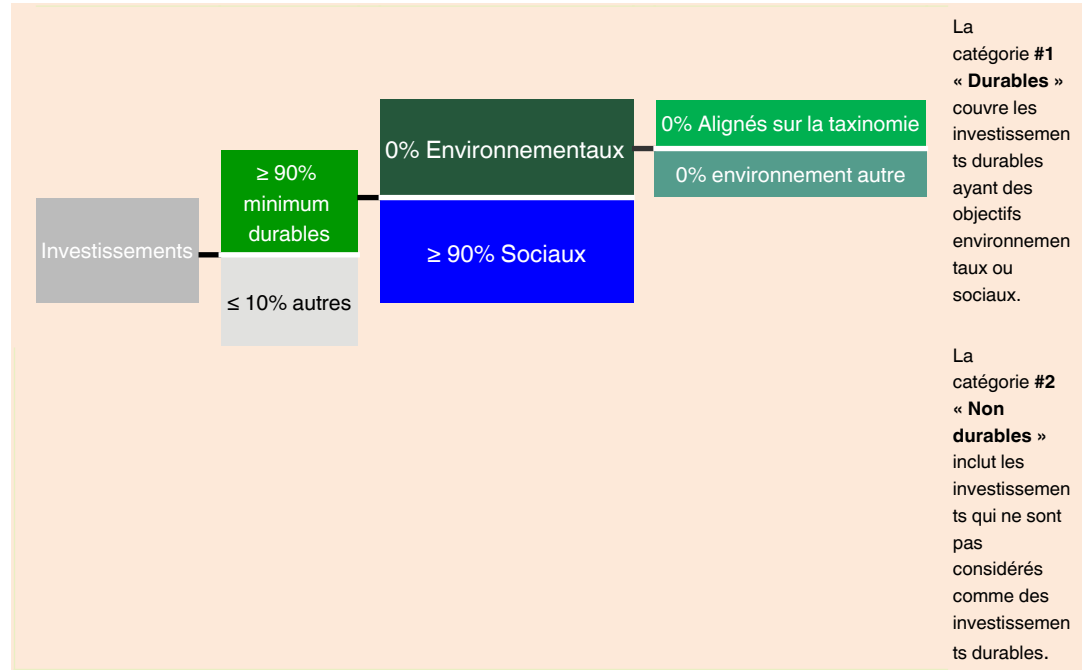 Investissements
≥ 90%
minimum
durables
≤ 10% autres
0% Environnementaux
≥ 90% Sociaux
0% Alignés sur la taxinomie
0% environnement autre
La
catégorie #1
« Durables »
couvre les
investissemen
ts durables
ayant des
objectifs
environnemen
taux ou
sociaux.
La
catégorie #2
« Non
durables »
inclut les
investissemen
ts qui ne sont
pas
considérés
comme des
investissemen
ts durables.